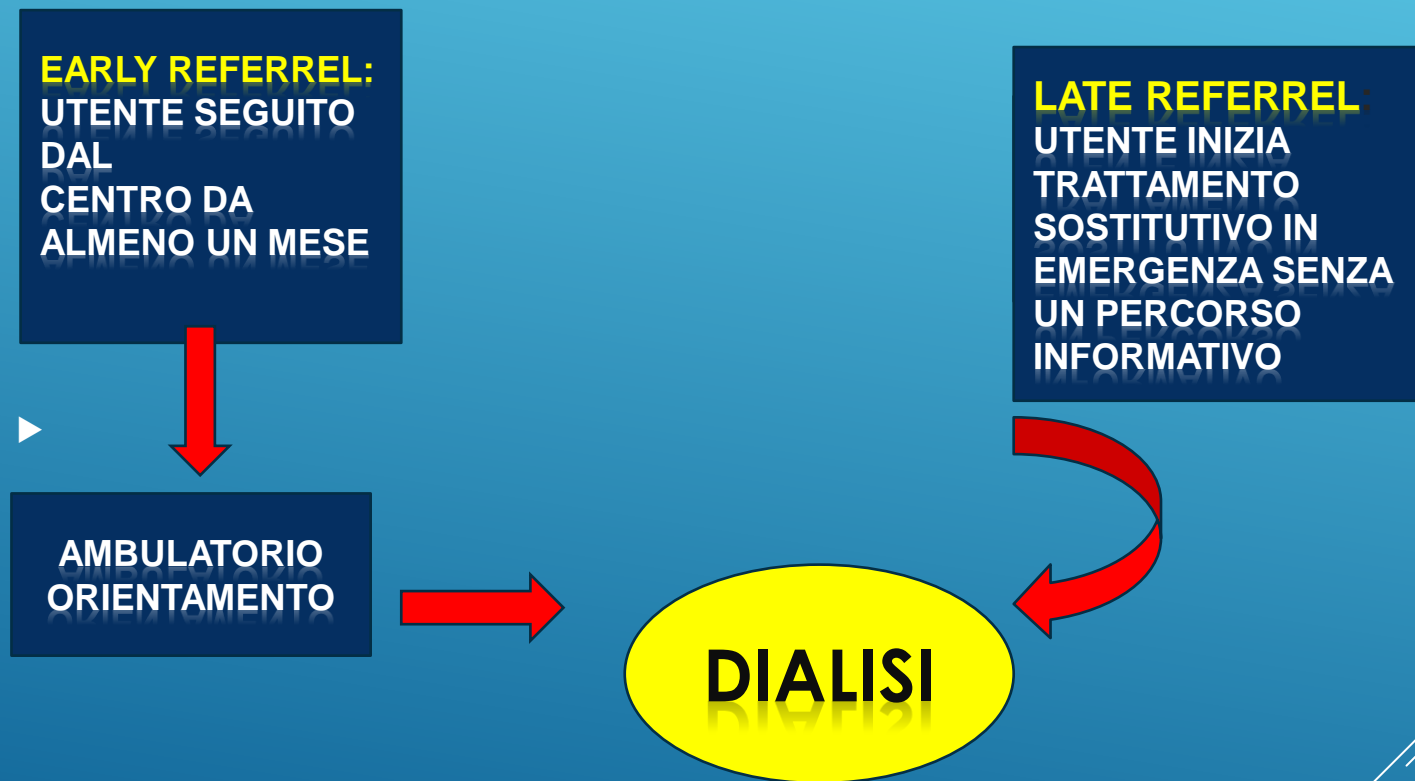 EARLY REFERREL:
UTENTE SEGUITO
DAL
CENTRO DA
ALMENO UN MESE
AMBULATORIO
ORIENTAMENTO
LATE REFERREL:
UTENTE INIZIA
TRATTAMENTO
SOSTITUTIVO IN
EMERGENZA SENZA
UN PERCORSO
INFORMATIVO
DIALISI